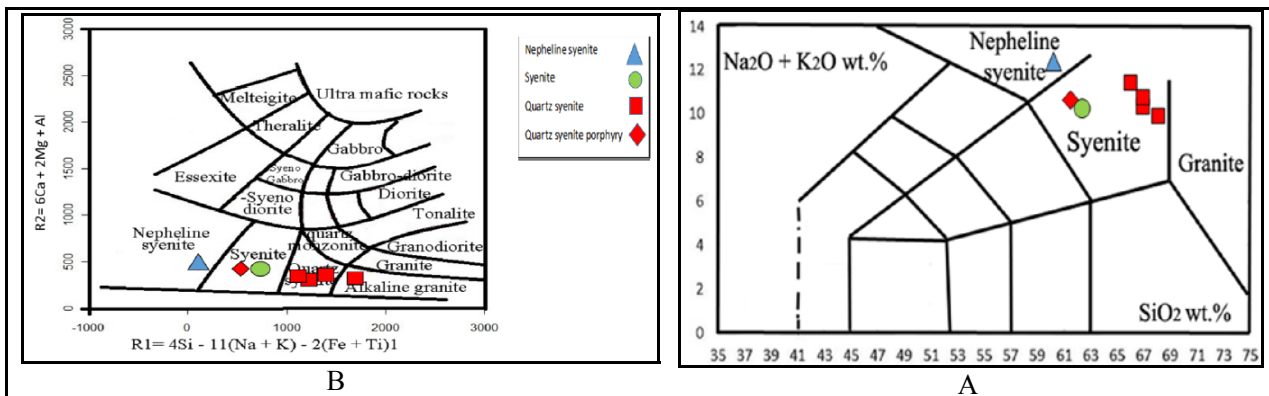 3000
2500
2000
1500
1000
500
0
R2= 6Ca + 2Mg + Al
-1000
0
1000
2000
3000
R1= 4Si - 11(Na + K) - 2(Fe + Ti)1
Melteigite
Ultra mafic rocks
Theralite
Gabbro
Essexite
Syeno
Gabbro
Gabbro-diorite
-Syeno
diorite
Diorite
Tonalite
Nepheline
syenite
Syenite
quartz
monzonite
Granodiorite
Granite
Alkaline granite
Nepheline syenite
Syenite
Quartz syenite
Quartz syenite porphyry
B
14
12
10
8
6
4
2
0
Na2O + K2O wt.%
Nepheline
syenite
Syenite
Granite
SiO2 wt.%
35 37 39 41 43 45 47 49 51 53 55 57 59 61 63 65 67 69 71 73 75
A